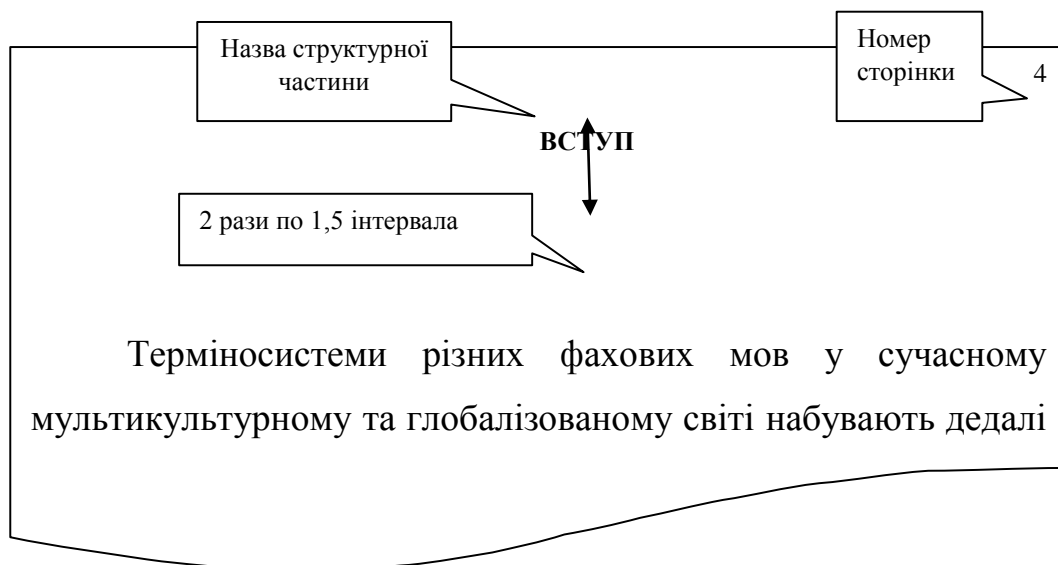 Назва структурної
частини
Номер
сторінки
4
ВСТУП
2 рази по 1,5 інтервала
Терміносистеми різних фахових мов у сучасному
мультикультурному та глобалізованому світі набувають дедалі